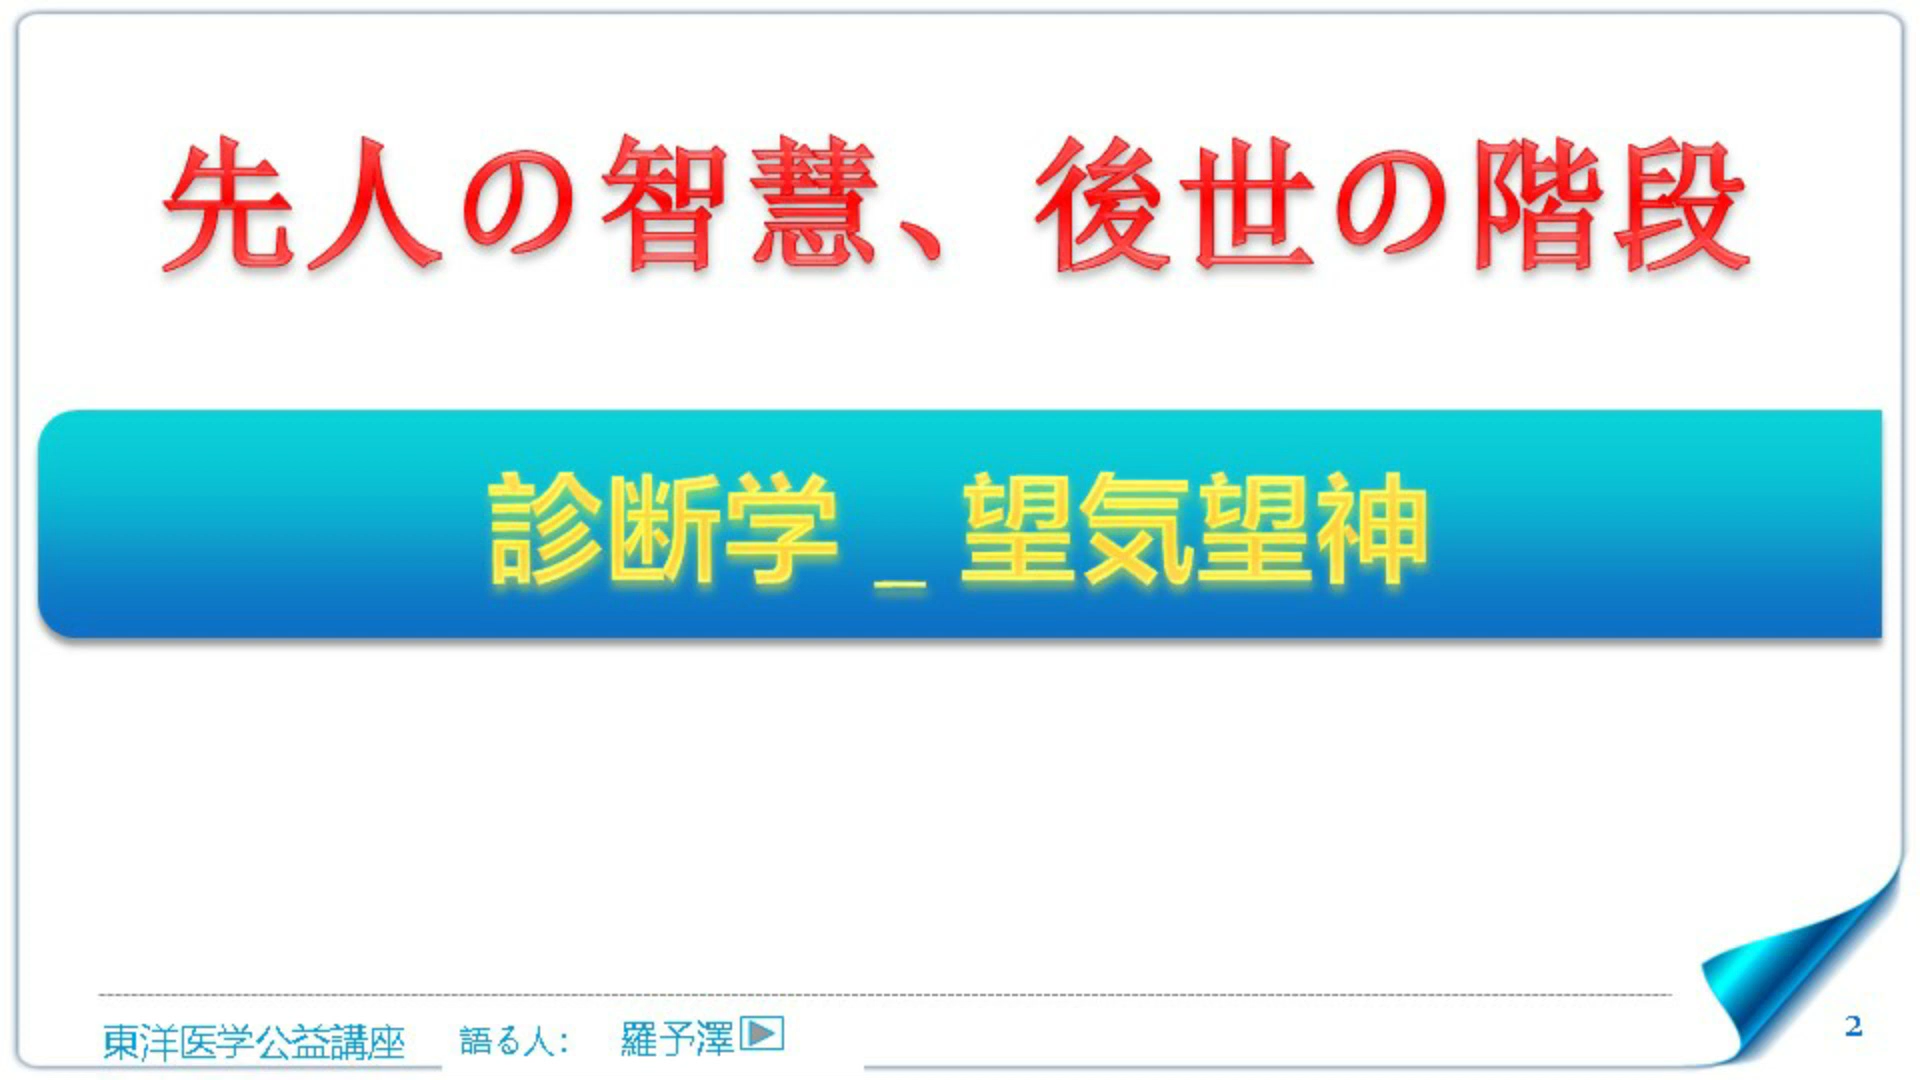 先人の智慧、後世の階段
診断学 _ 望気望神
東洋医学公益講座 語る人： 羅予澤
2